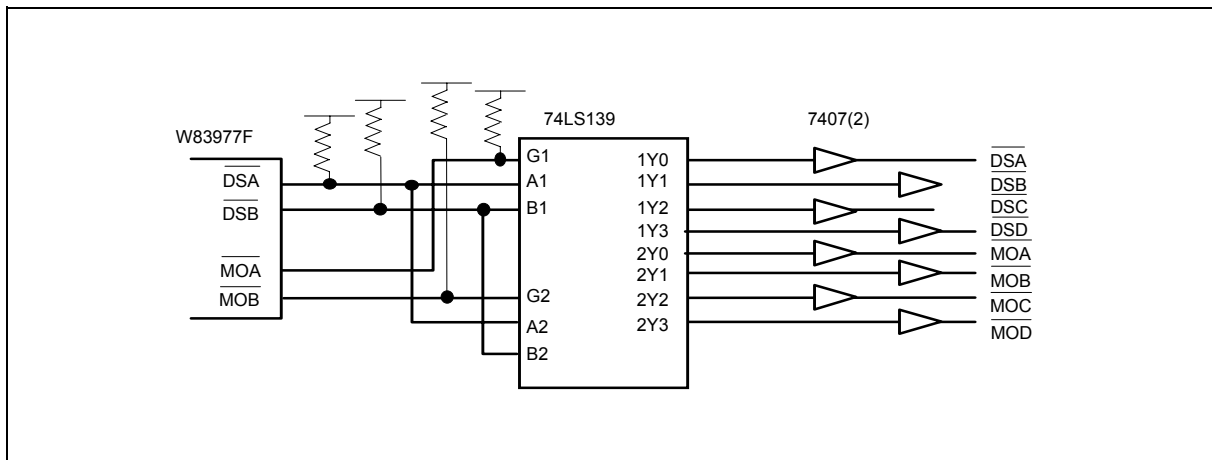 74LS139
7407(2)
W83977F
DSA
DSB
MOA
MOB
G1
A1
B1
G2
A2
B2
1Y0
1Y1
1Y2
1Y3
2Y0
2Y1
2Y2
2Y3
DSA
DSB
DSC
DSD
MOA
MOB
MOC
MOD